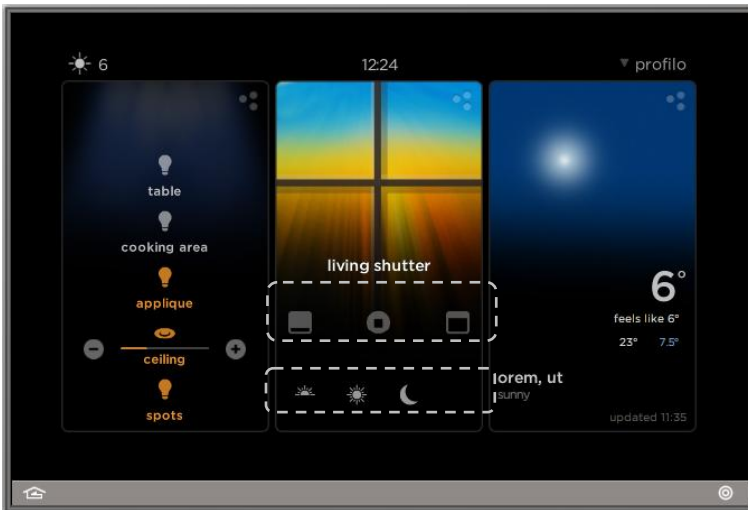 6
12:24
profilo
table
cooking area
applique
ceiling
spots
living shutter
6°
feels like 6°
23° 7.5°
lorem, ut
sunny
updated 11:35